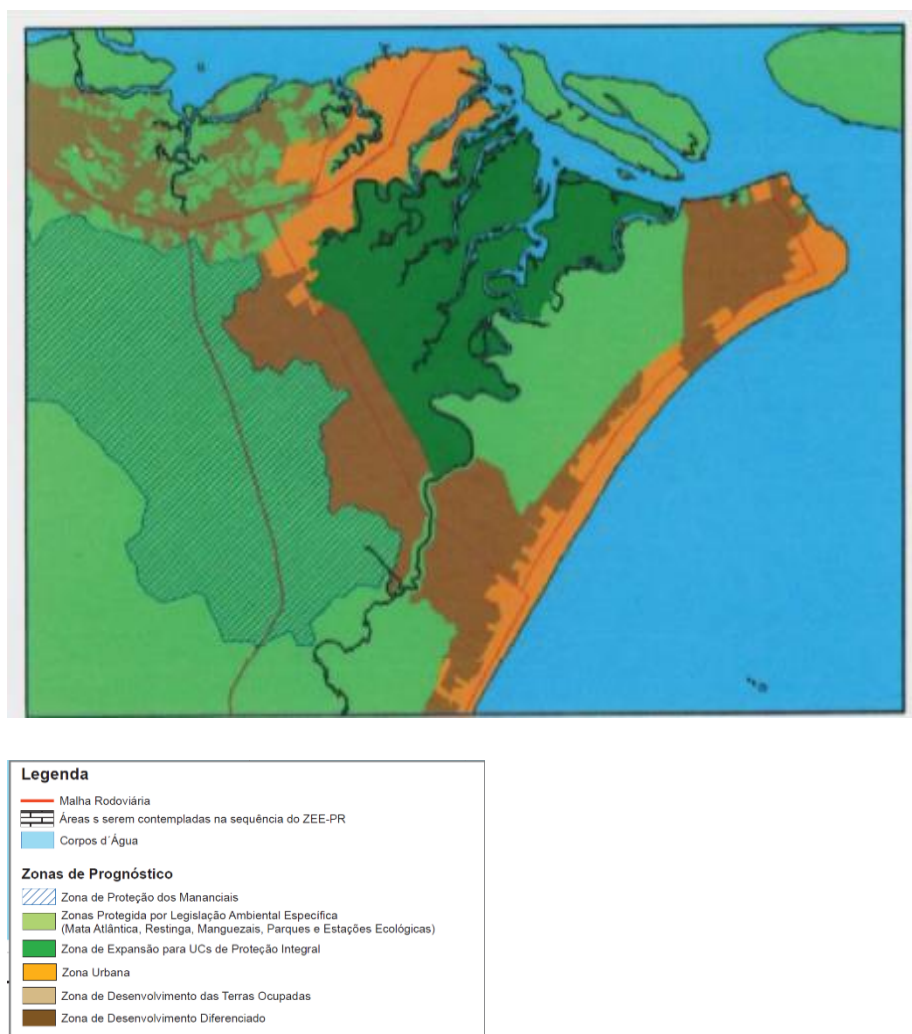 Legenda
Malha Rodoviária
Áreas s serem contempladas na sequência do ZEE-PR
Corpos d´Água
Zonas de Prognóstico
Zona de Proteção dos Mananciais
Zonas Protegida por Legislação Ambiental Específica
(Mata Atlântica, Restinga, Manguezais, Parques e Estações Ecológicas)
Zona de Expansão para UCs de Proteção Integral
Zona Urbana
Zona de Desenvolvimento das Terras Ocupadas
Zona de Desenvolvimento Diferenciado